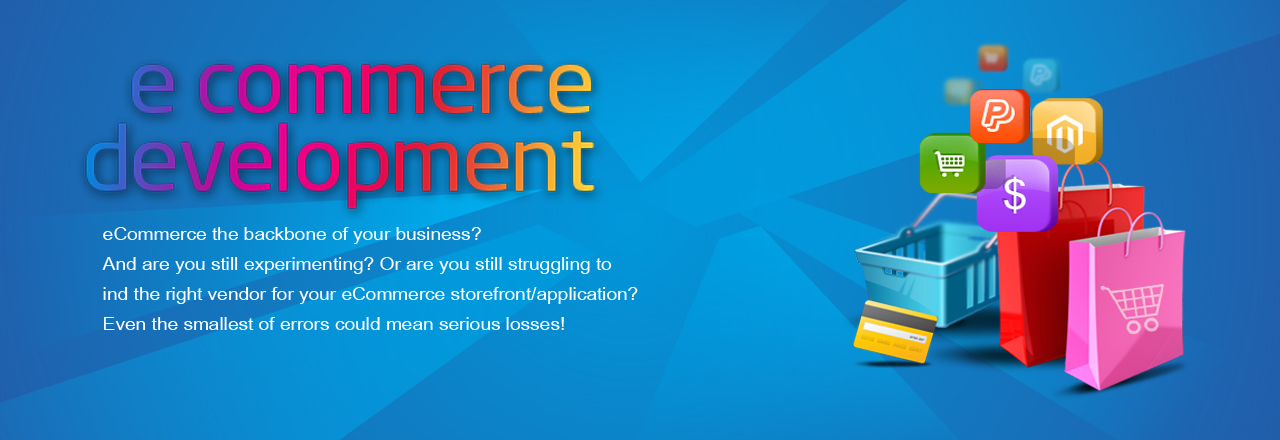 e commerce
development
eCommerce the backbone of your business?
And are you still experimenting? Or are you still struggling to
ind the right vendor for your eCommerce storefront/application?
Even the smallest of errors could mean serious losses!
$